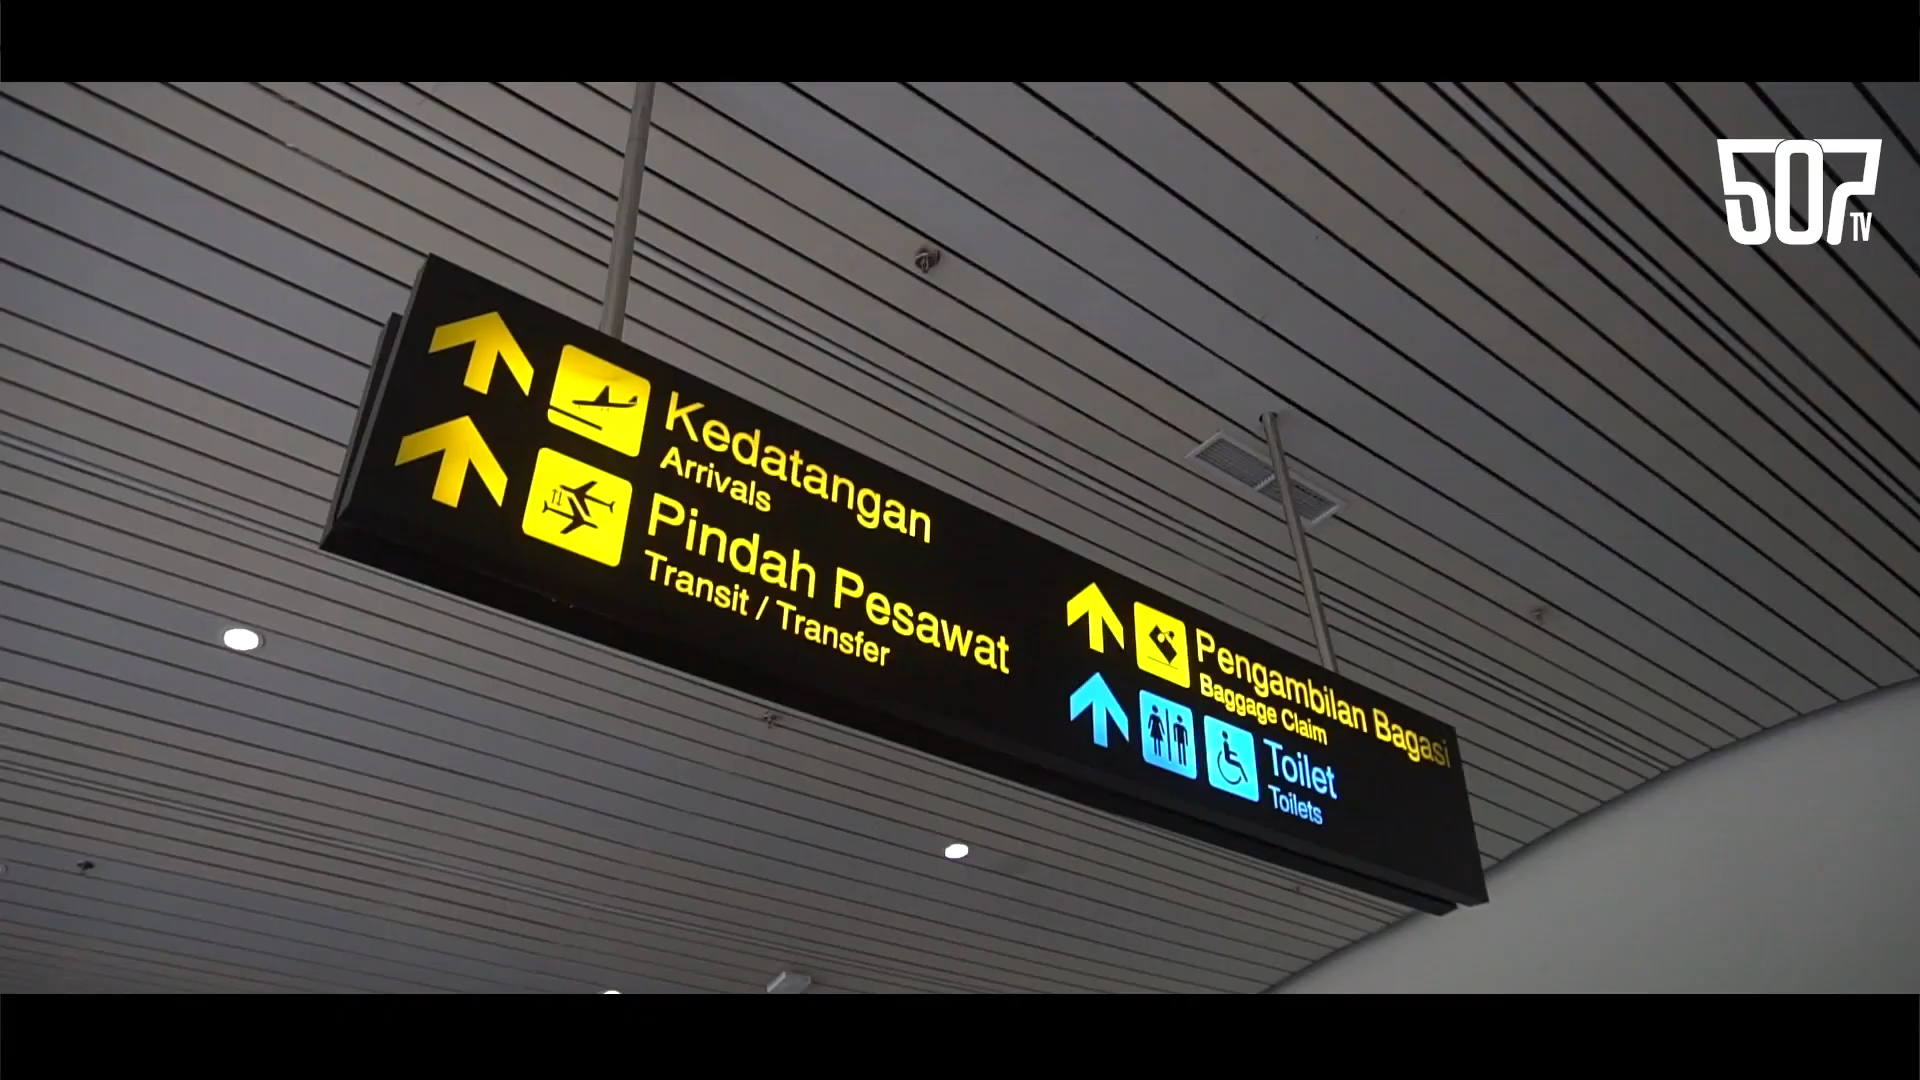 507
TV
Kedatangan
Arrivals
Pindah Pesawat
Transit / Transfer
Pengambilan Bagasi
Baggage Claim
Toilet
Toilets